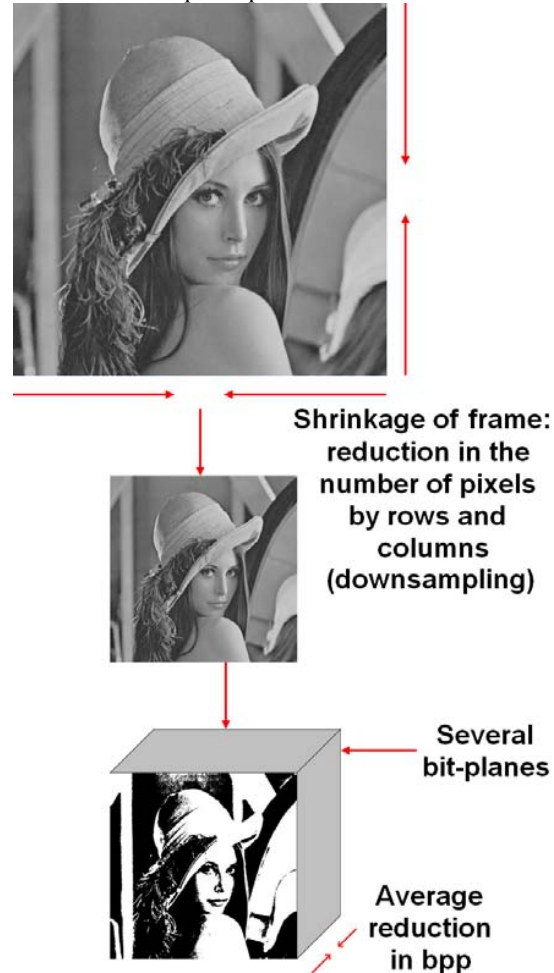 Shrinkage of frame:
reduction in the
number of pixels
by rows and
columns
(downsampling)
Several
bit-planes
Average
reduction
in bpp